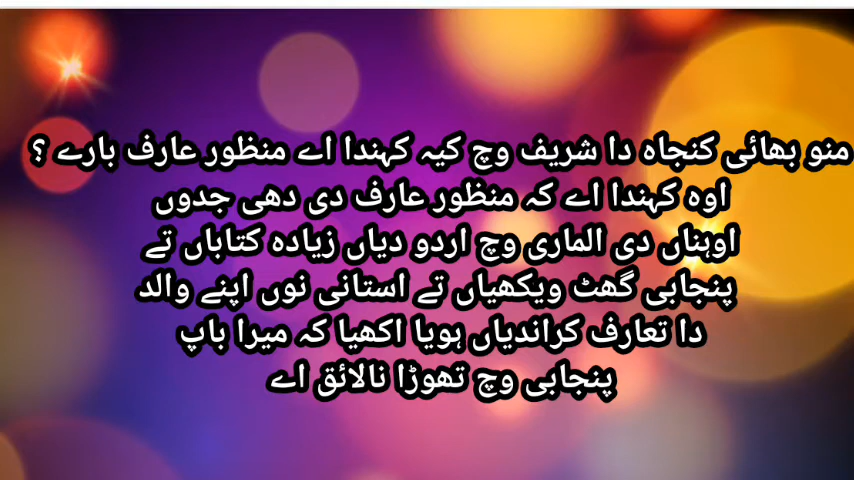 منو بھائی کنجاہ دا شریف وچ کیہ کہندا اے منظور عارف بارے ؟
اوہ کہندا اے کہ منظور عارف دی دھی جدوں
اوہناں دی الماری وچ اردو دیاں زیادہ کتاباں تے
پنجابی گھٹ ویکھیاں تے استانی نوں اپنے والد
دا تعارف کراندیاں ہویا اکھیا کہ میرا باپ
پنجابی وچ تھوڑا نالائق اے